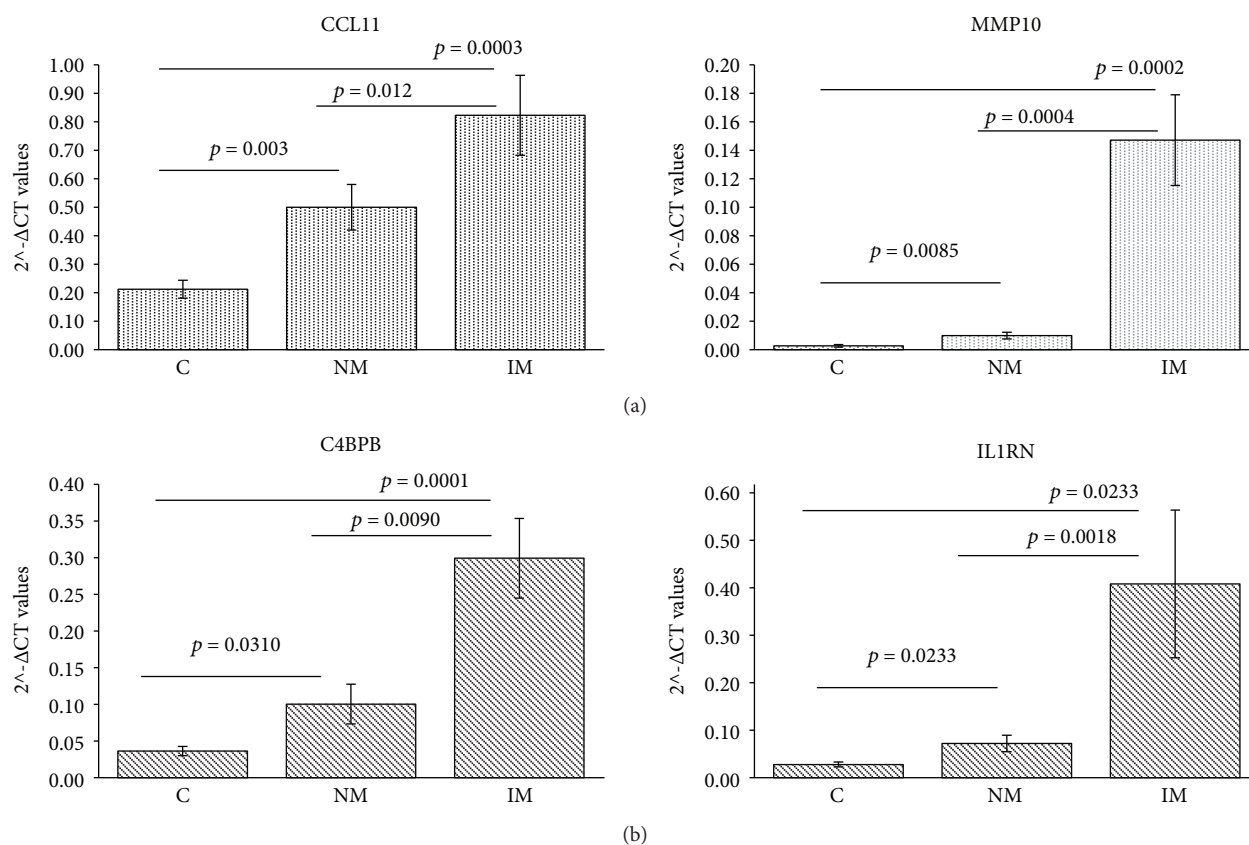 CCL11
p = 0.0003
p = 0.012
p = 0.003
1.00
0.90
0.80
0.70
0.60
0.50
0.40
0.30
0.20
0.10
0.00
2^-ΔCT values
C NM IM
MMP10
p = 0.0002
p = 0.0004
p = 0.0085
0.20
0.18
0.16
0.14
0.12
0.10
0.08
0.06
0.04
0.02
0.00
2^-ΔCT values
C NM IM
(a)
C4BPB
p = 0.0001
p = 0.0090
p = 0.0310
0.40
0.35
0.30
0.25
0.20
0.15
0.10
0.05
0.00
2^-ΔCT values
C NM IM
IL1RN
p = 0.0233
p = 0.0018
p = 0.0233
0.60
0.50
0.40
0.30
0.20
0.10
0.00
2^-ΔCT values
C NM IM
(b)